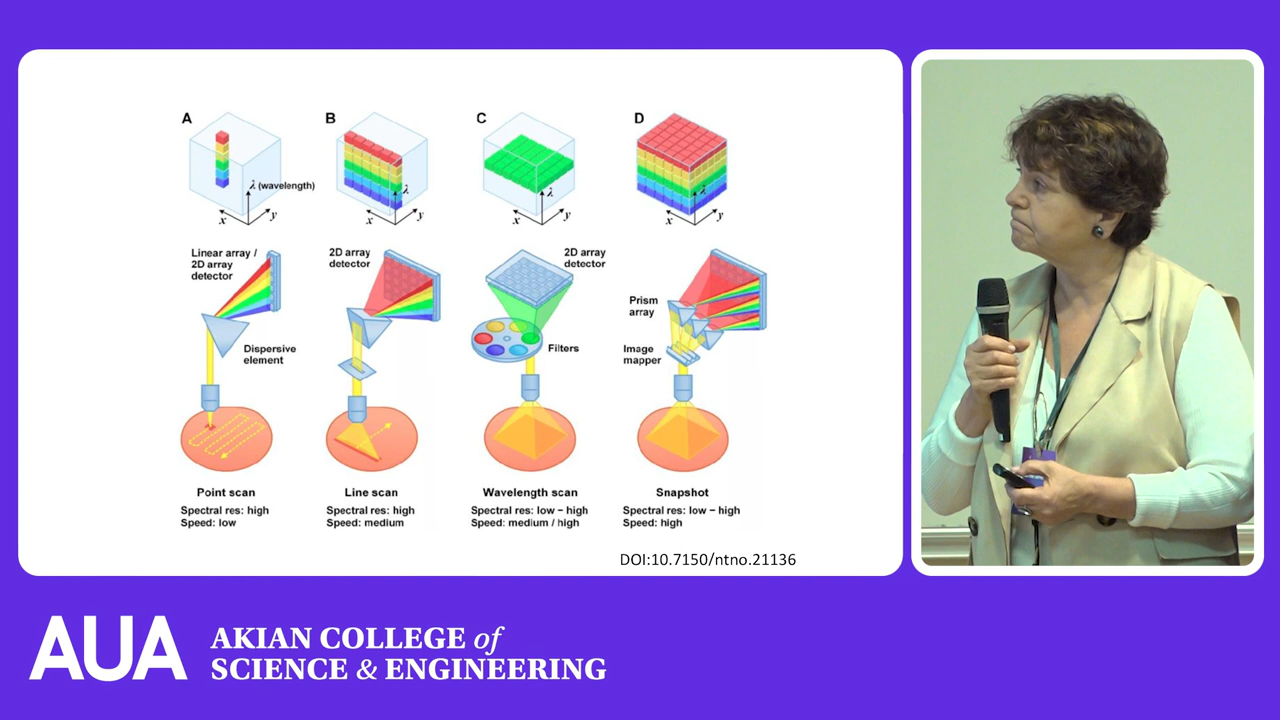 A
B
C
D
λ (wavelength)
x
y
λ
x
y
λ
x
y
λ
x
y
Linear array /
2D array
detector
Dispersive
element
2D array
detector
2D array
detector
Filters
Prism
array
Image
mapper
Point scan
Spectral res: high
Speed: low
Line scan
Spectral res: high
Speed: medium
Wavelength scan
Spectral res: low – high
Speed: medium / high
Snapshot
Spectral res: low – high
Speed: high
DOI:10.7150/ntno.21136
AUA
AKIAN COLLEGE of
SCIENCE & ENGINEERING